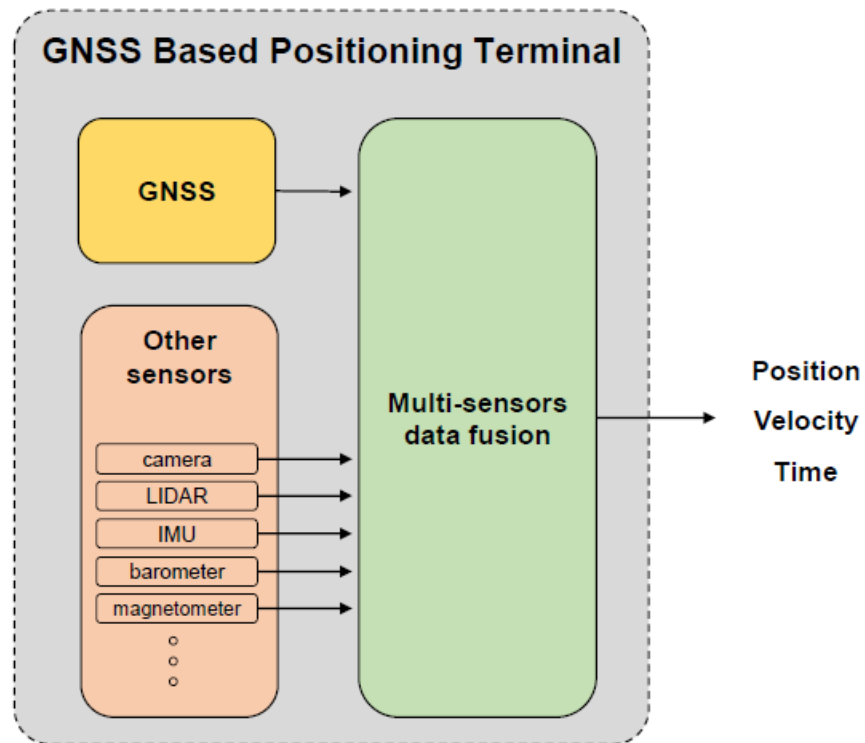 GNSS Based Positioning Terminal
GNSS
Other
sensors
camera
LIDAR
IMU
barometer
magnetometer
Multi-sensors
data fusion
Position
Velocity
Time